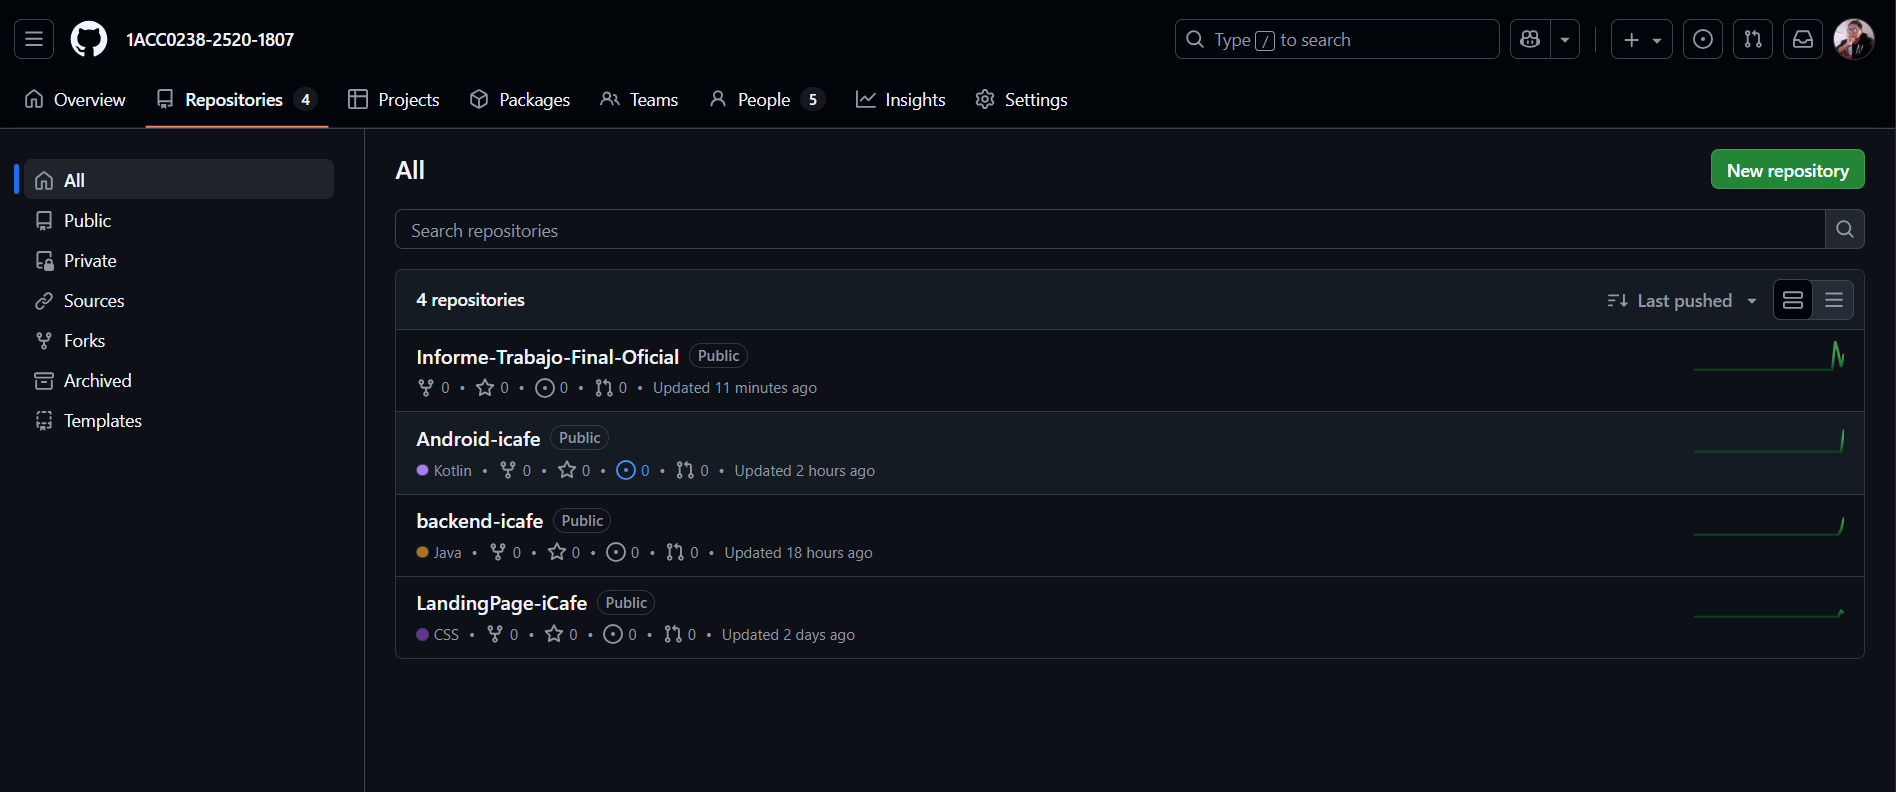 1ACC0238-2520-1807
Type / to search
Overview
Repositories 4
Projects
Packages
Teams
People 5
Insights
Settings
All
Public
Private
Sources
Forks
Archived
Templates
All
New repository
Search repositories
4 repositories
Last pushed
Informe-Trabajo-Final-Oficial Public
0 • 0 • 0 • 0 • Updated 11 minutes ago
Android-icafe Public
Kotlin • 0 • 0 • 0 • 0 • Updated 2 hours ago
backend-icafe Public
Java • 0 • 0 • 0 • 0 • Updated 18 hours ago
LandingPage-iCafe Public
CSS • 0 • 0 • 0 • 0 • Updated 2 days ago